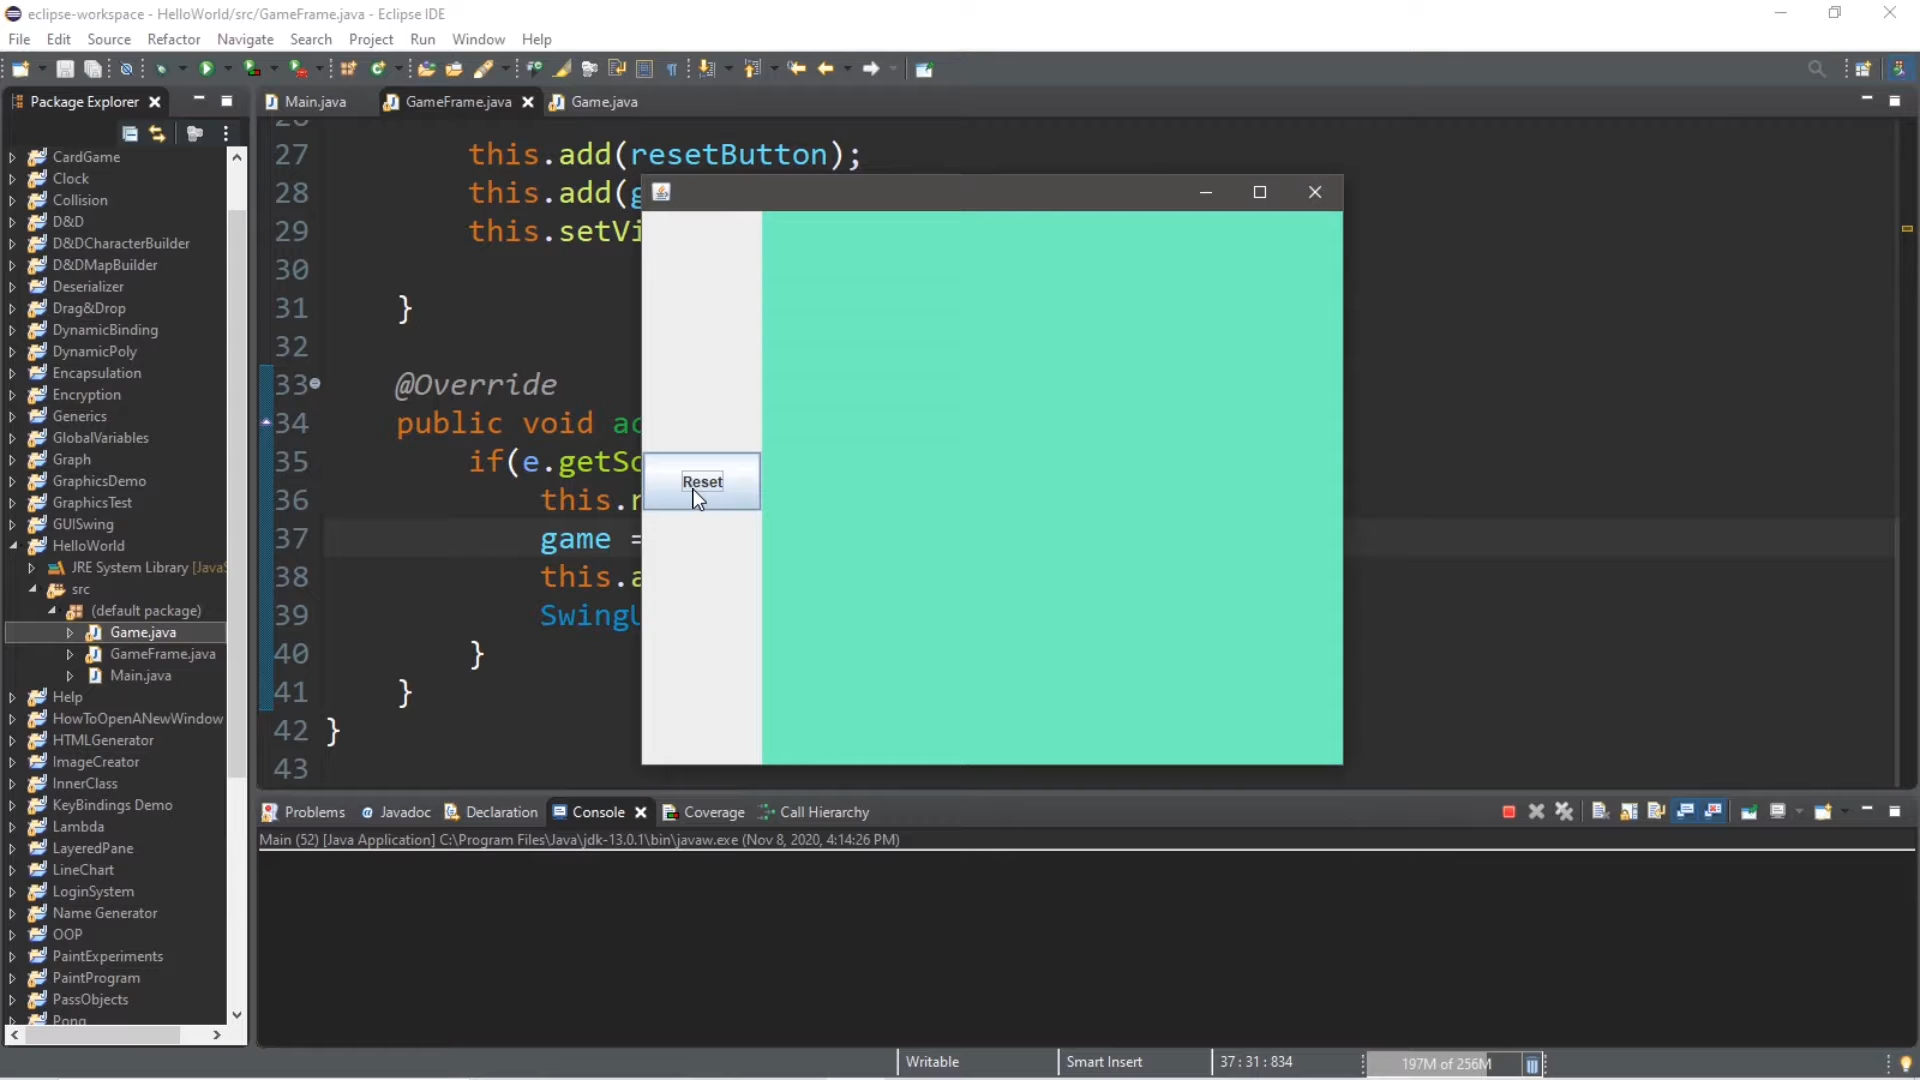 eclipse-workspace - HelloWorld/src/GameFrame.java - Eclipse IDE
File Edit Source Refactor Navigate Search Project Run Window Help
Package Explorer
Main.java GameFrame.java Game.java
CardGame
Clock
Collision
D&D
D&DCharacterBuilder
D&DMapBuilder
Deserializer
Drag&Drop
DynamicBinding
DynamicPoly
Encapsulation
Encryption
Generics
GlobalVariables
Graph
GraphicsDemo
GraphicsTest
GUISwing
HelloWorld
JRE System Library [JavaS
src
(default package)
Game.java
GameFrame.java
Main.java
Help
HowToOpenANewWindow
HTMLGenerator
ImageCreator
InnerClass
KeyBindings Demo
Lambda
LayeredPane
LineChart
LoginSystem
Name Generator
OOP
PaintExperiments
PaintProgram
PassObjects
Pong
27 this.add(resetButton);
28 this.add(g
29 this.setVi
30
31 }
32
33 @Override
34 public void ac
35 if(e.getSo
36 this.r
37 game =
38 this.a
39 SwingU
40 }
41 }
42 }
43
Reset
Problems Javadoc Declaration Console Coverage Call Hierarchy
Main (52) [Java Application] C:\Program Files\Java\jdk-13.0.1\bin\javaw.exe (Nov 8, 2020, 4:14:26 PM)
Writable Smart Insert 37 : 31 : 834 197M of 256M